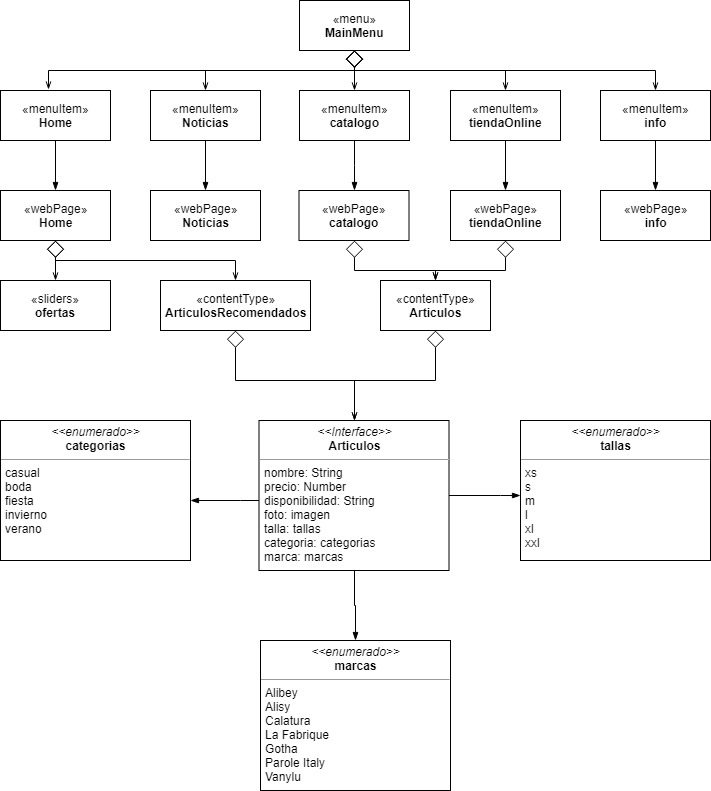 «menu»
MainMenu
«menuItem»
Home
«menuItem»
Noticias
«menuItem»
catalogo
«menuItem»
tiendaOnline
«menuItem»
info
«webPage»
Home
«webPage»
Noticias
«webPage»
catalogo
«webPage»
tiendaOnline
«webPage»
info
«sliders»
ofertas
«contentType»
ArticulosRecomendados
«contentType»
Articulos
<<enumerado>>
categorias
casual
boda
fiesta
invierno
verano
<<Interface>>
Articulos
nombre: String
precio: Number
disponibilidad: String
foto: imagen
talla: tallas
categoria: categorias
marca: marcas
<<enumerado>>
tallas
xs
s
m
l
xl
xxl
<<enumerado>>
marcas
Alibey
Alisy
Calatura
La Fabrique
Gotha
Parole Italy
Vanylu